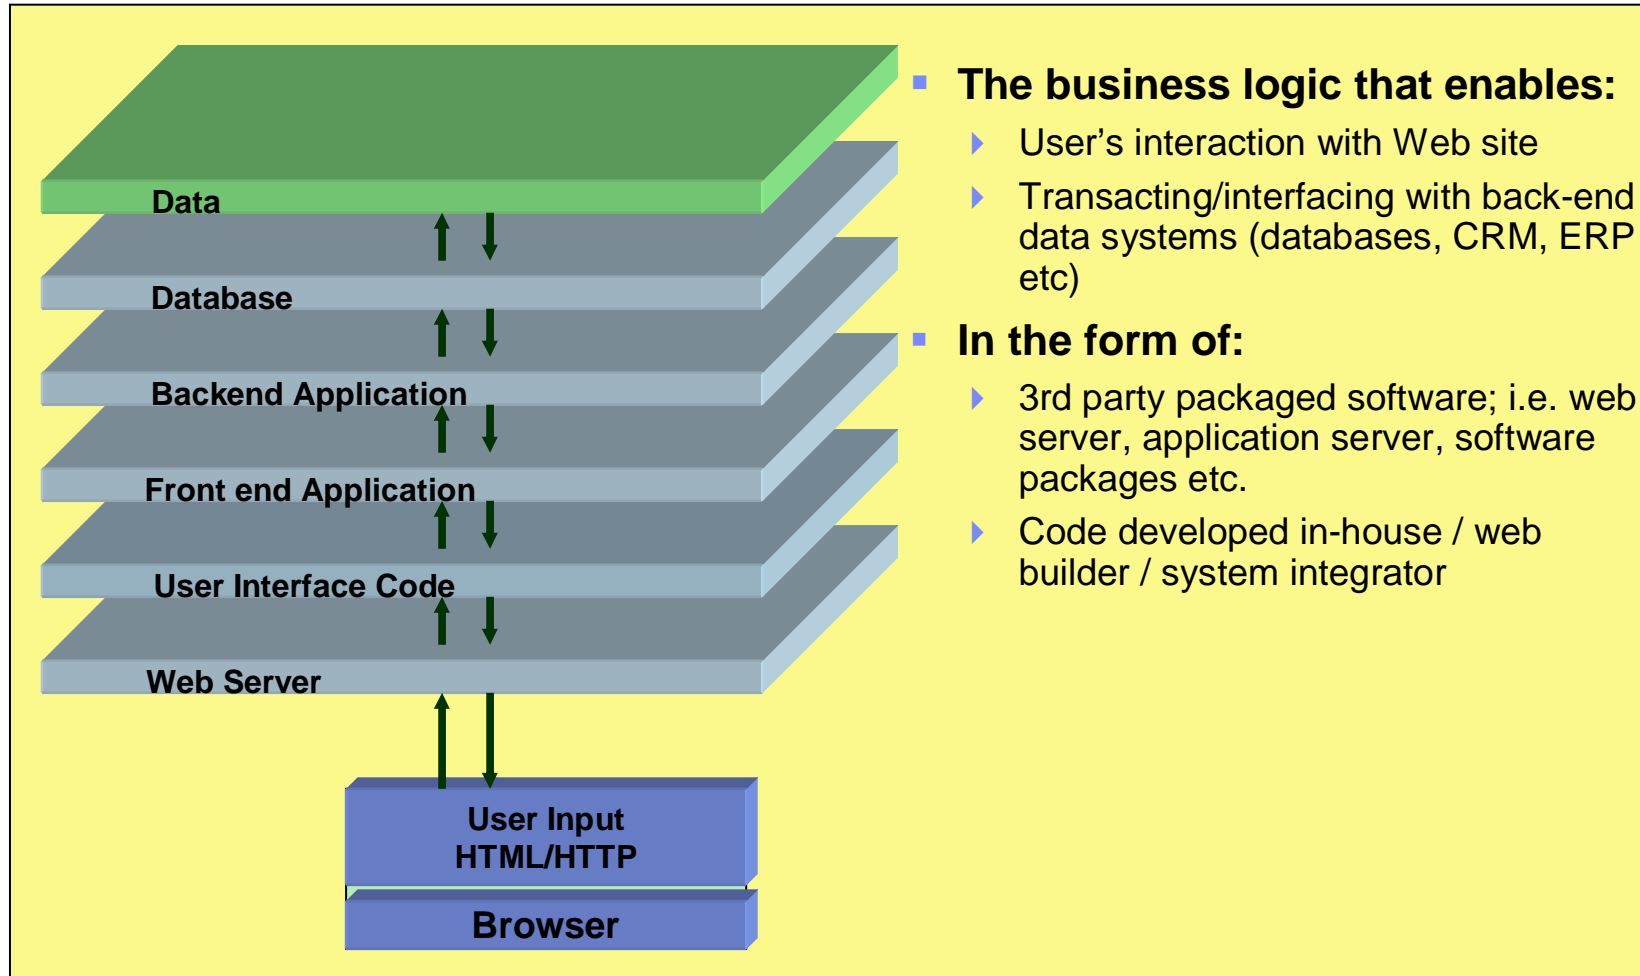 Data
Database
Backend Application
Front end Application
User Interface Code
Web Server
User Input
HTML/HTTP
Browser
The business logic that enables:
User’s interaction with Web site
Transacting/interfacing with back-end
data systems (databases, CRM, ERP
etc)
In the form of:
3rd party packaged software; i.e. web
server, application server, software
packages etc.
Code developed in-house / web
builder / system integrator